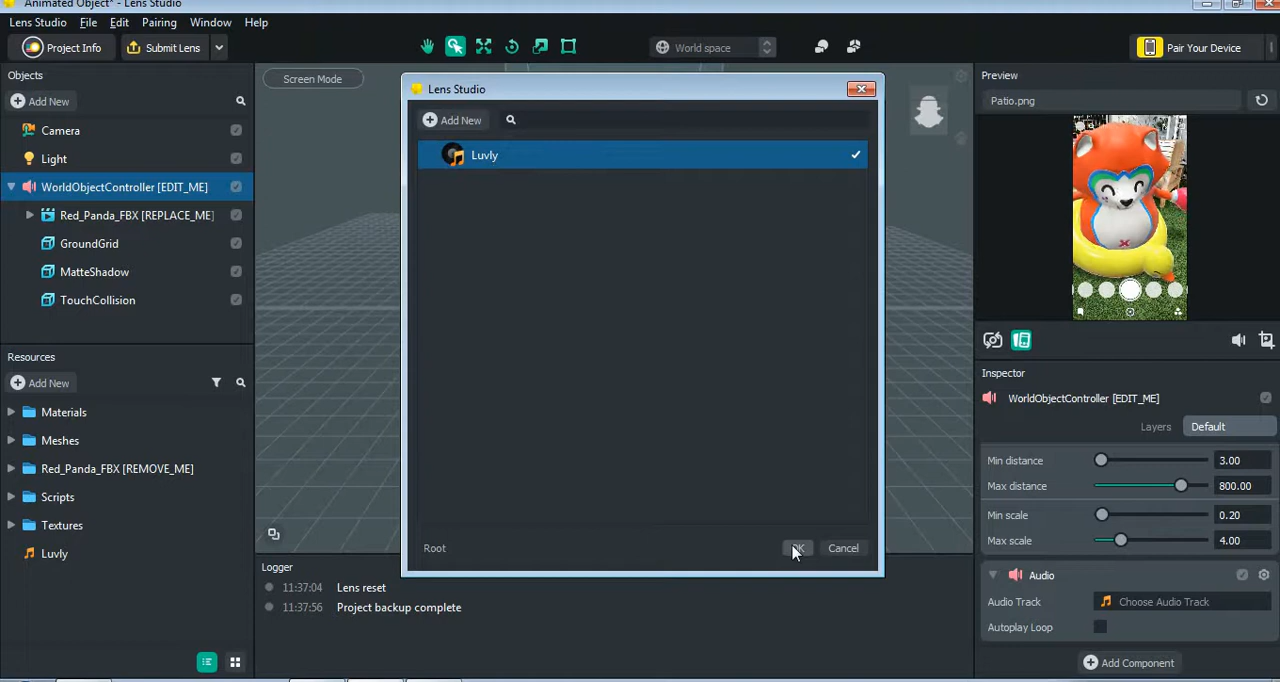 Animated Object* - Lens Studio
Lens Studio File Edit Pairing Window Help
Project Info Submit Lens World space Pair Your Device
Objects
Add New
Camera
Light
WorldObjectController [EDIT_ME]
Red_Panda_FBX [REPLACE_ME]
GroundGrid
MatteShadow
TouchCollision
Resources
Add New
Materials
Meshes
Red_Panda_FBX [REMOVE_ME]
Scripts
Textures
Luvly
Screen Mode
Lens Studio
Add New
Luvly
Root OK Cancel
Logger
11:37:04 Lens reset
11:37:56 Project backup complete
Preview
Patio.png
Inspector
WorldObjectController [EDIT_ME]
Layers Default
Min distance 3.00
Max distance 800.00
Min scale 0.20
Max scale 4.00
Audio
Audio Track Choose Audio Track
Autoplay Loop
Add Component